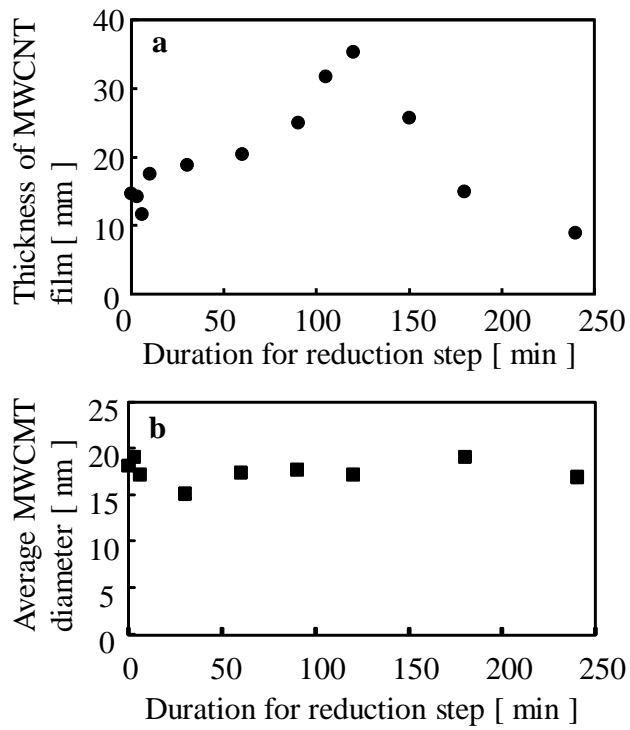 a
Thickness of MWCNT
film [ mm ]
40
30
20
10
0
0 50 100 150 200 250
Duration for reduction step [ min ]
b
Average MWCMT
diameter [ nm ]
25
20
15
10
5
0
0 50 100 150 200 250
Duration for reduction step [ min ]